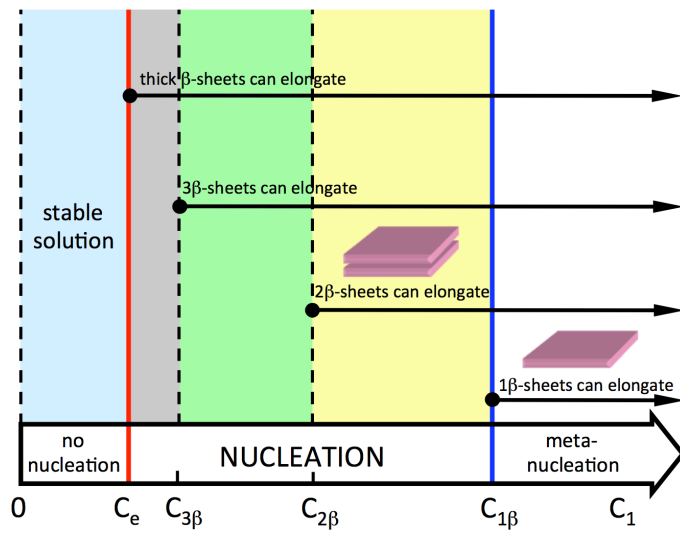 thick β-sheets can elongate
3β-sheets can elongate
stable
solution
2β-sheets can elongate
1β-sheets can elongate
no
nucleation
NUCLEATION
meta-
nucleation
0 Ce C3β C2β C1β C1